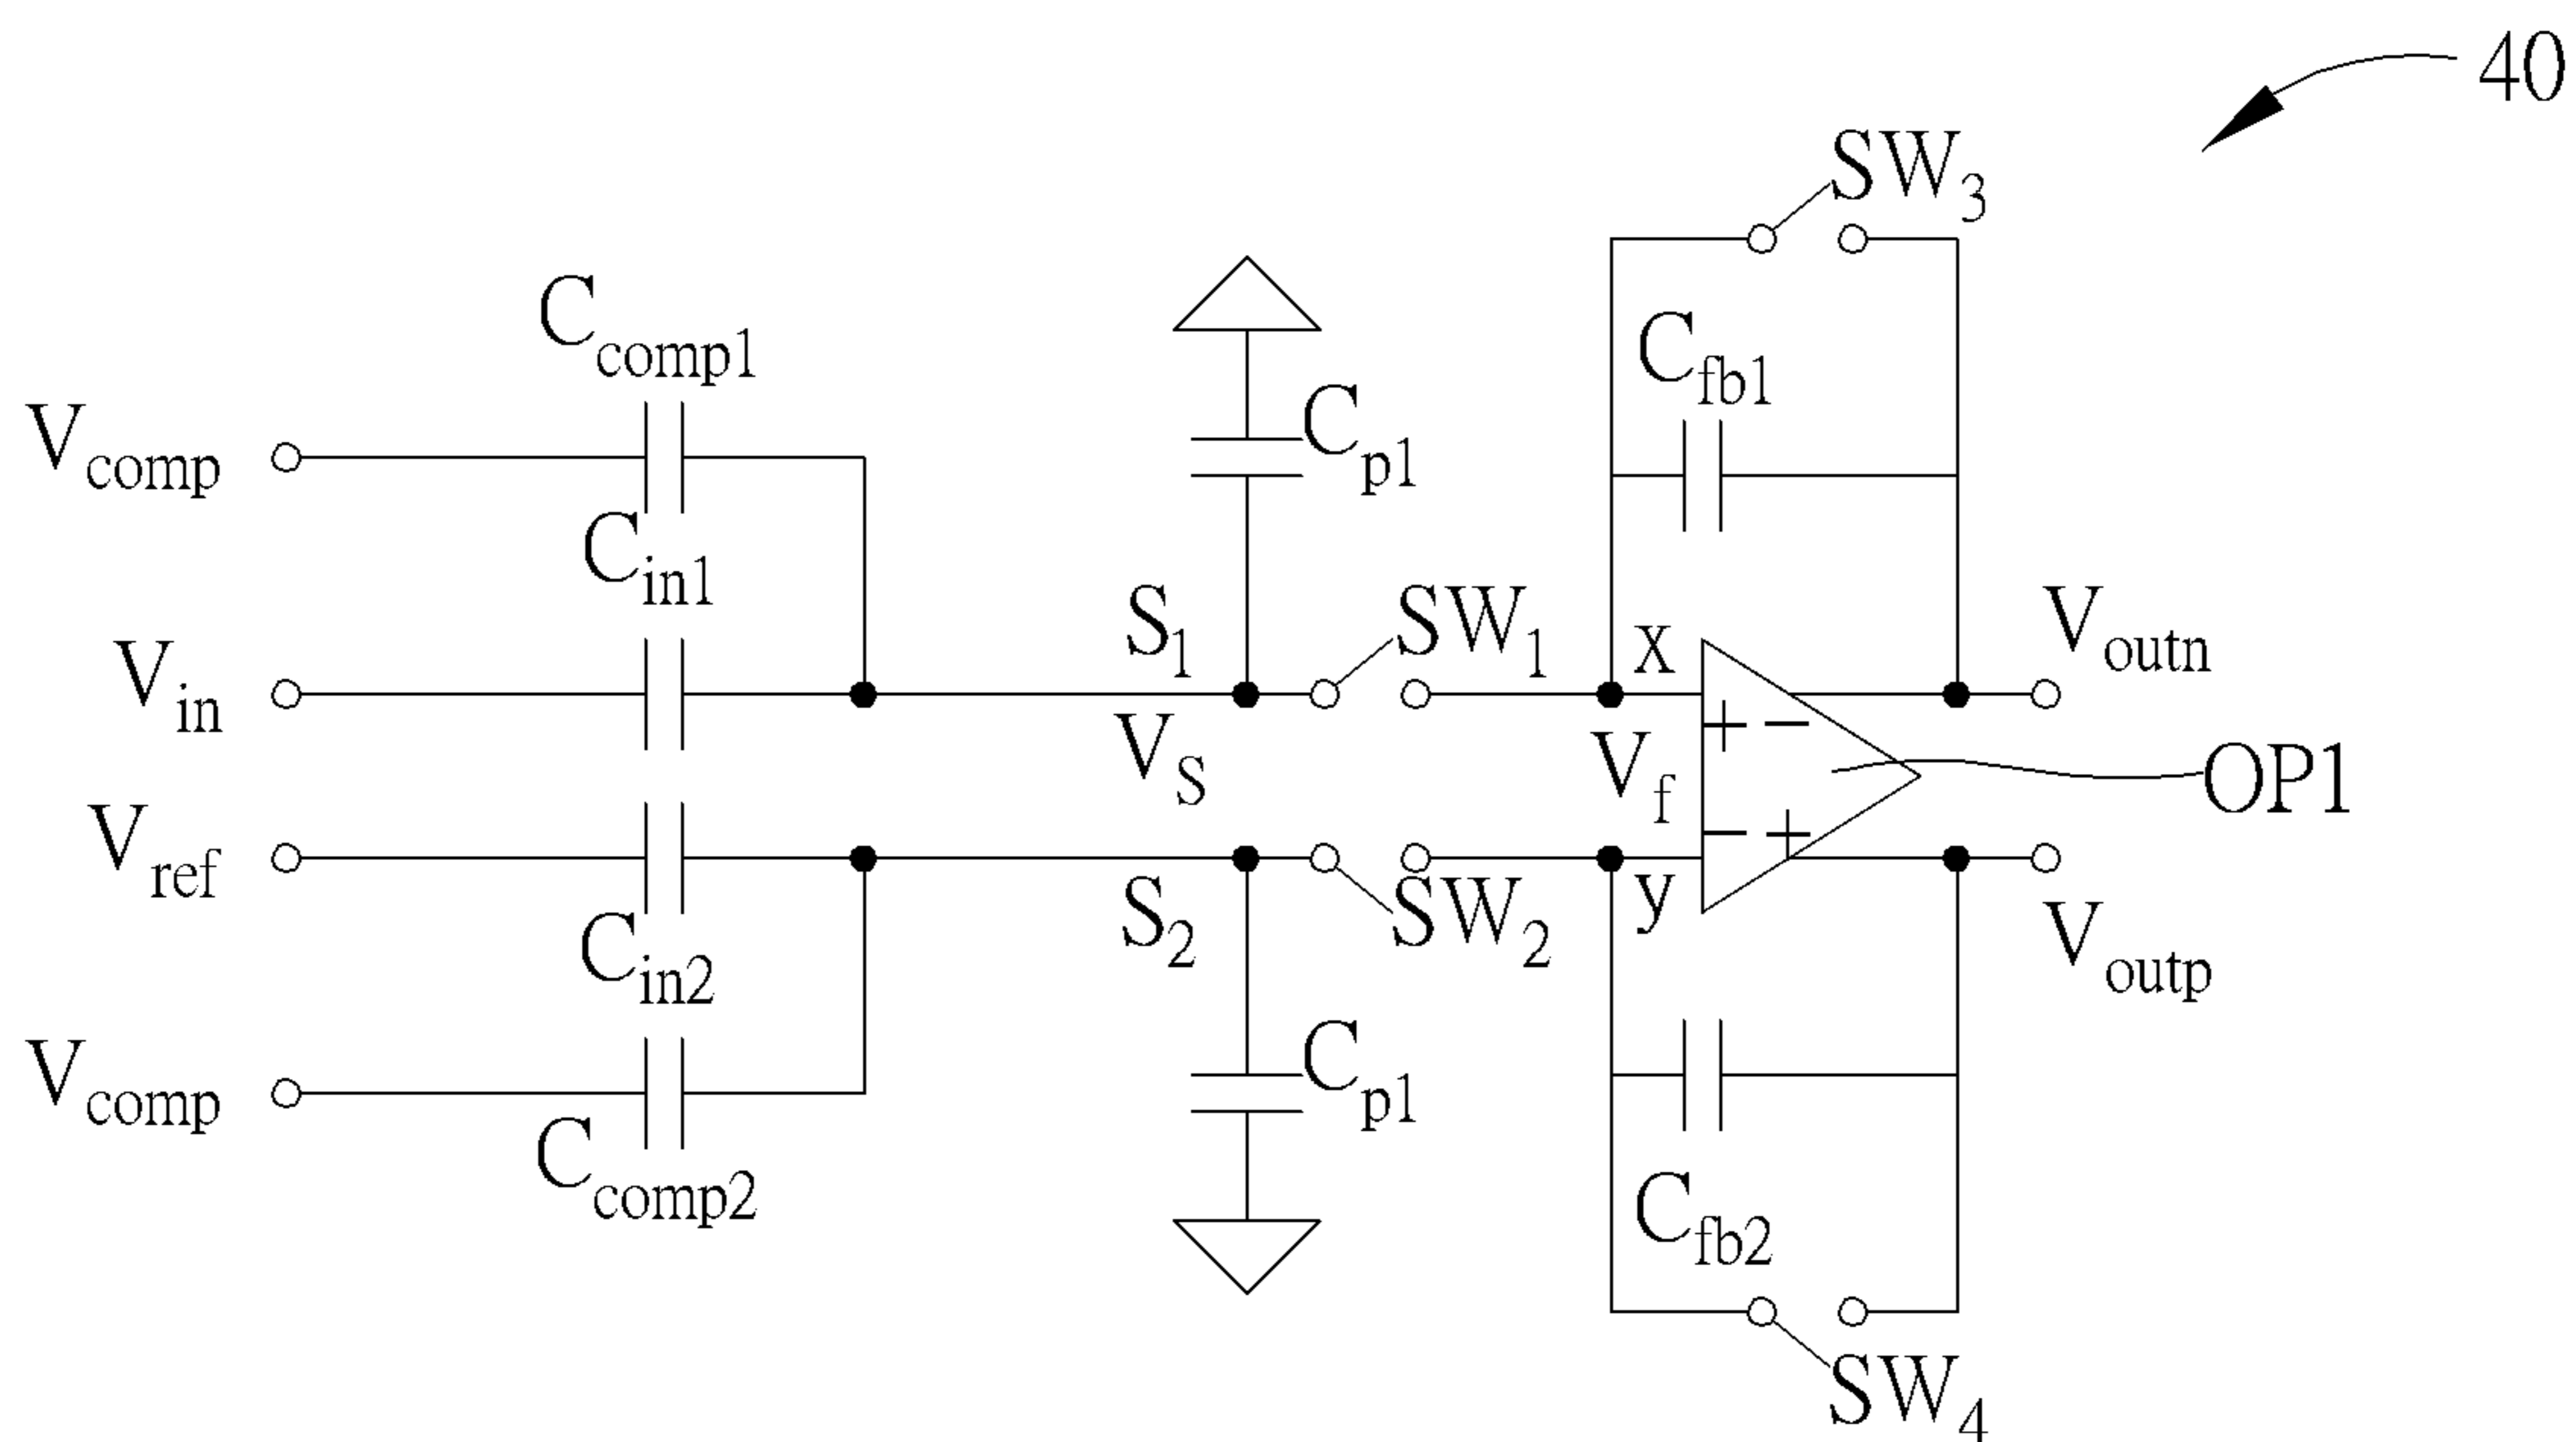 40
SW3
Ccomp1
Cfb1
Vcomp
Cp1
Cin1
S1
SW1
x
Voutn
Vin
VS
Vf
+ −
OP1
Vref
− +
S2
SW2
y
Voutp
Cin2
Cp1
Vcomp
Ccomp2
Cfb2
SW4